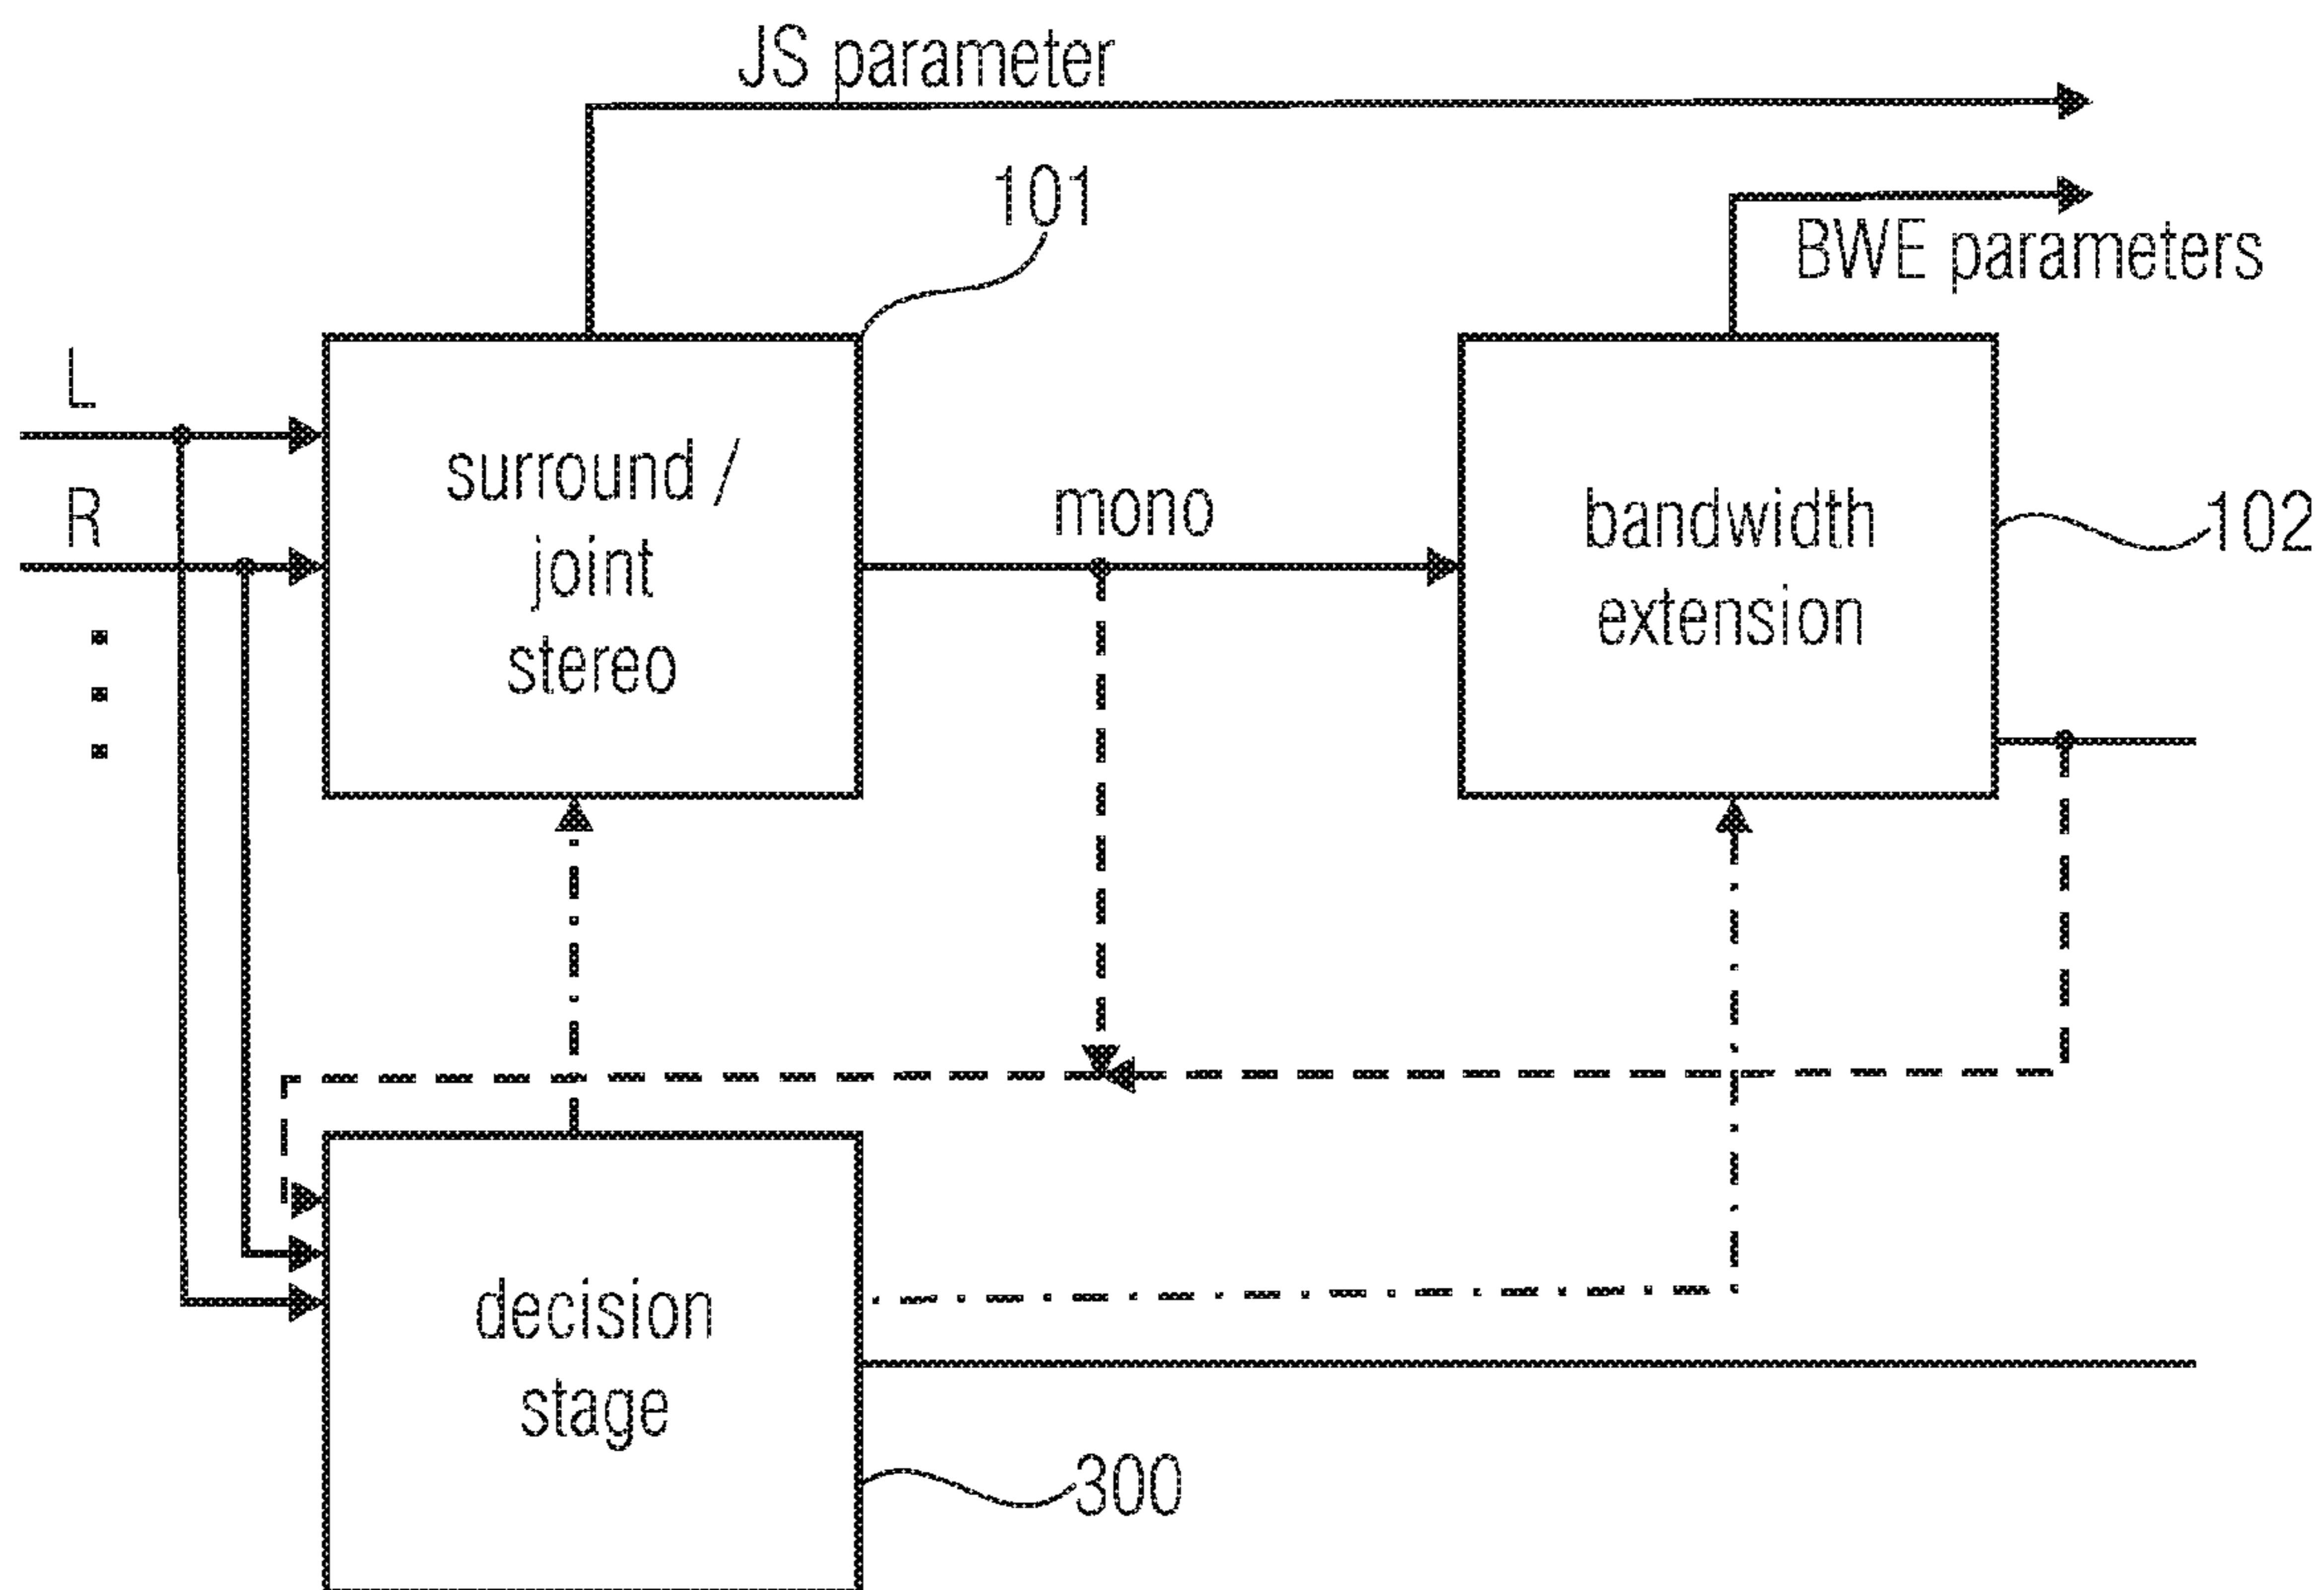 JS parameter
101
BWE parameters
L
R
surround /
joint
stereo
mono
bandwidth
extension
102
decision
stage
300